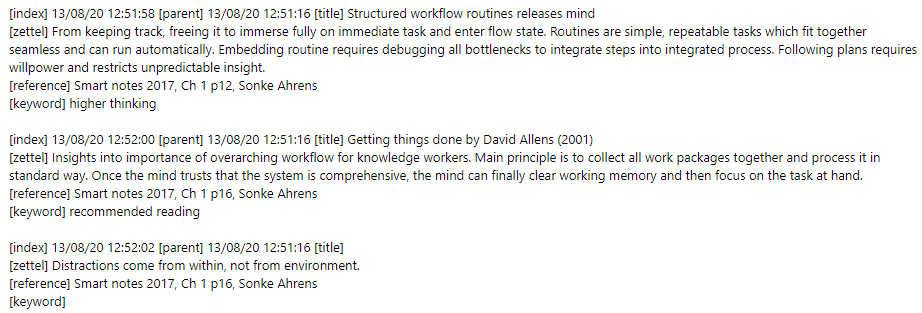 [index] 13/08/20 12:51:58 [parent] 13/08/20 12:51:16 [title] Structured workflow routines releases mind
[zettel] From keeping track, freeing it to immerse fully on immediate task and enter flow state. Routines are simple, repeatable tasks which fit together
seamless and can run automatically. Embedding routine requires debugging all bottlenecks to integrate steps into integrated process. Following plans requires
willpower and restricts unpredictable insight.
[reference] Smart notes 2017, Ch 1 p12, Sonke Ahrens
[keyword] higher thinking

[index] 13/08/20 12:52:00 [parent] 13/08/20 12:51:16 [title] Getting things done by David Allens (2001)
[zettel] Insights into importance of overarching workflow for knowledge workers. Main principle is to collect all work packages together and process it in
standard way. Once the mind trusts that the system is comprehensive, the mind can finally clear working memory and then focus on the task at hand.
[reference] Smart notes 2017, Ch 1 p16, Sonke Ahrens
[keyword] recommended reading

[index] 13/08/20 12:52:02 [parent] 13/08/20 12:51:16 [title]
[zettel] Distractions come from within, not from environment.
[reference] Smart notes 2017, Ch 1 p16, Sonke Ahrens
[keyword]